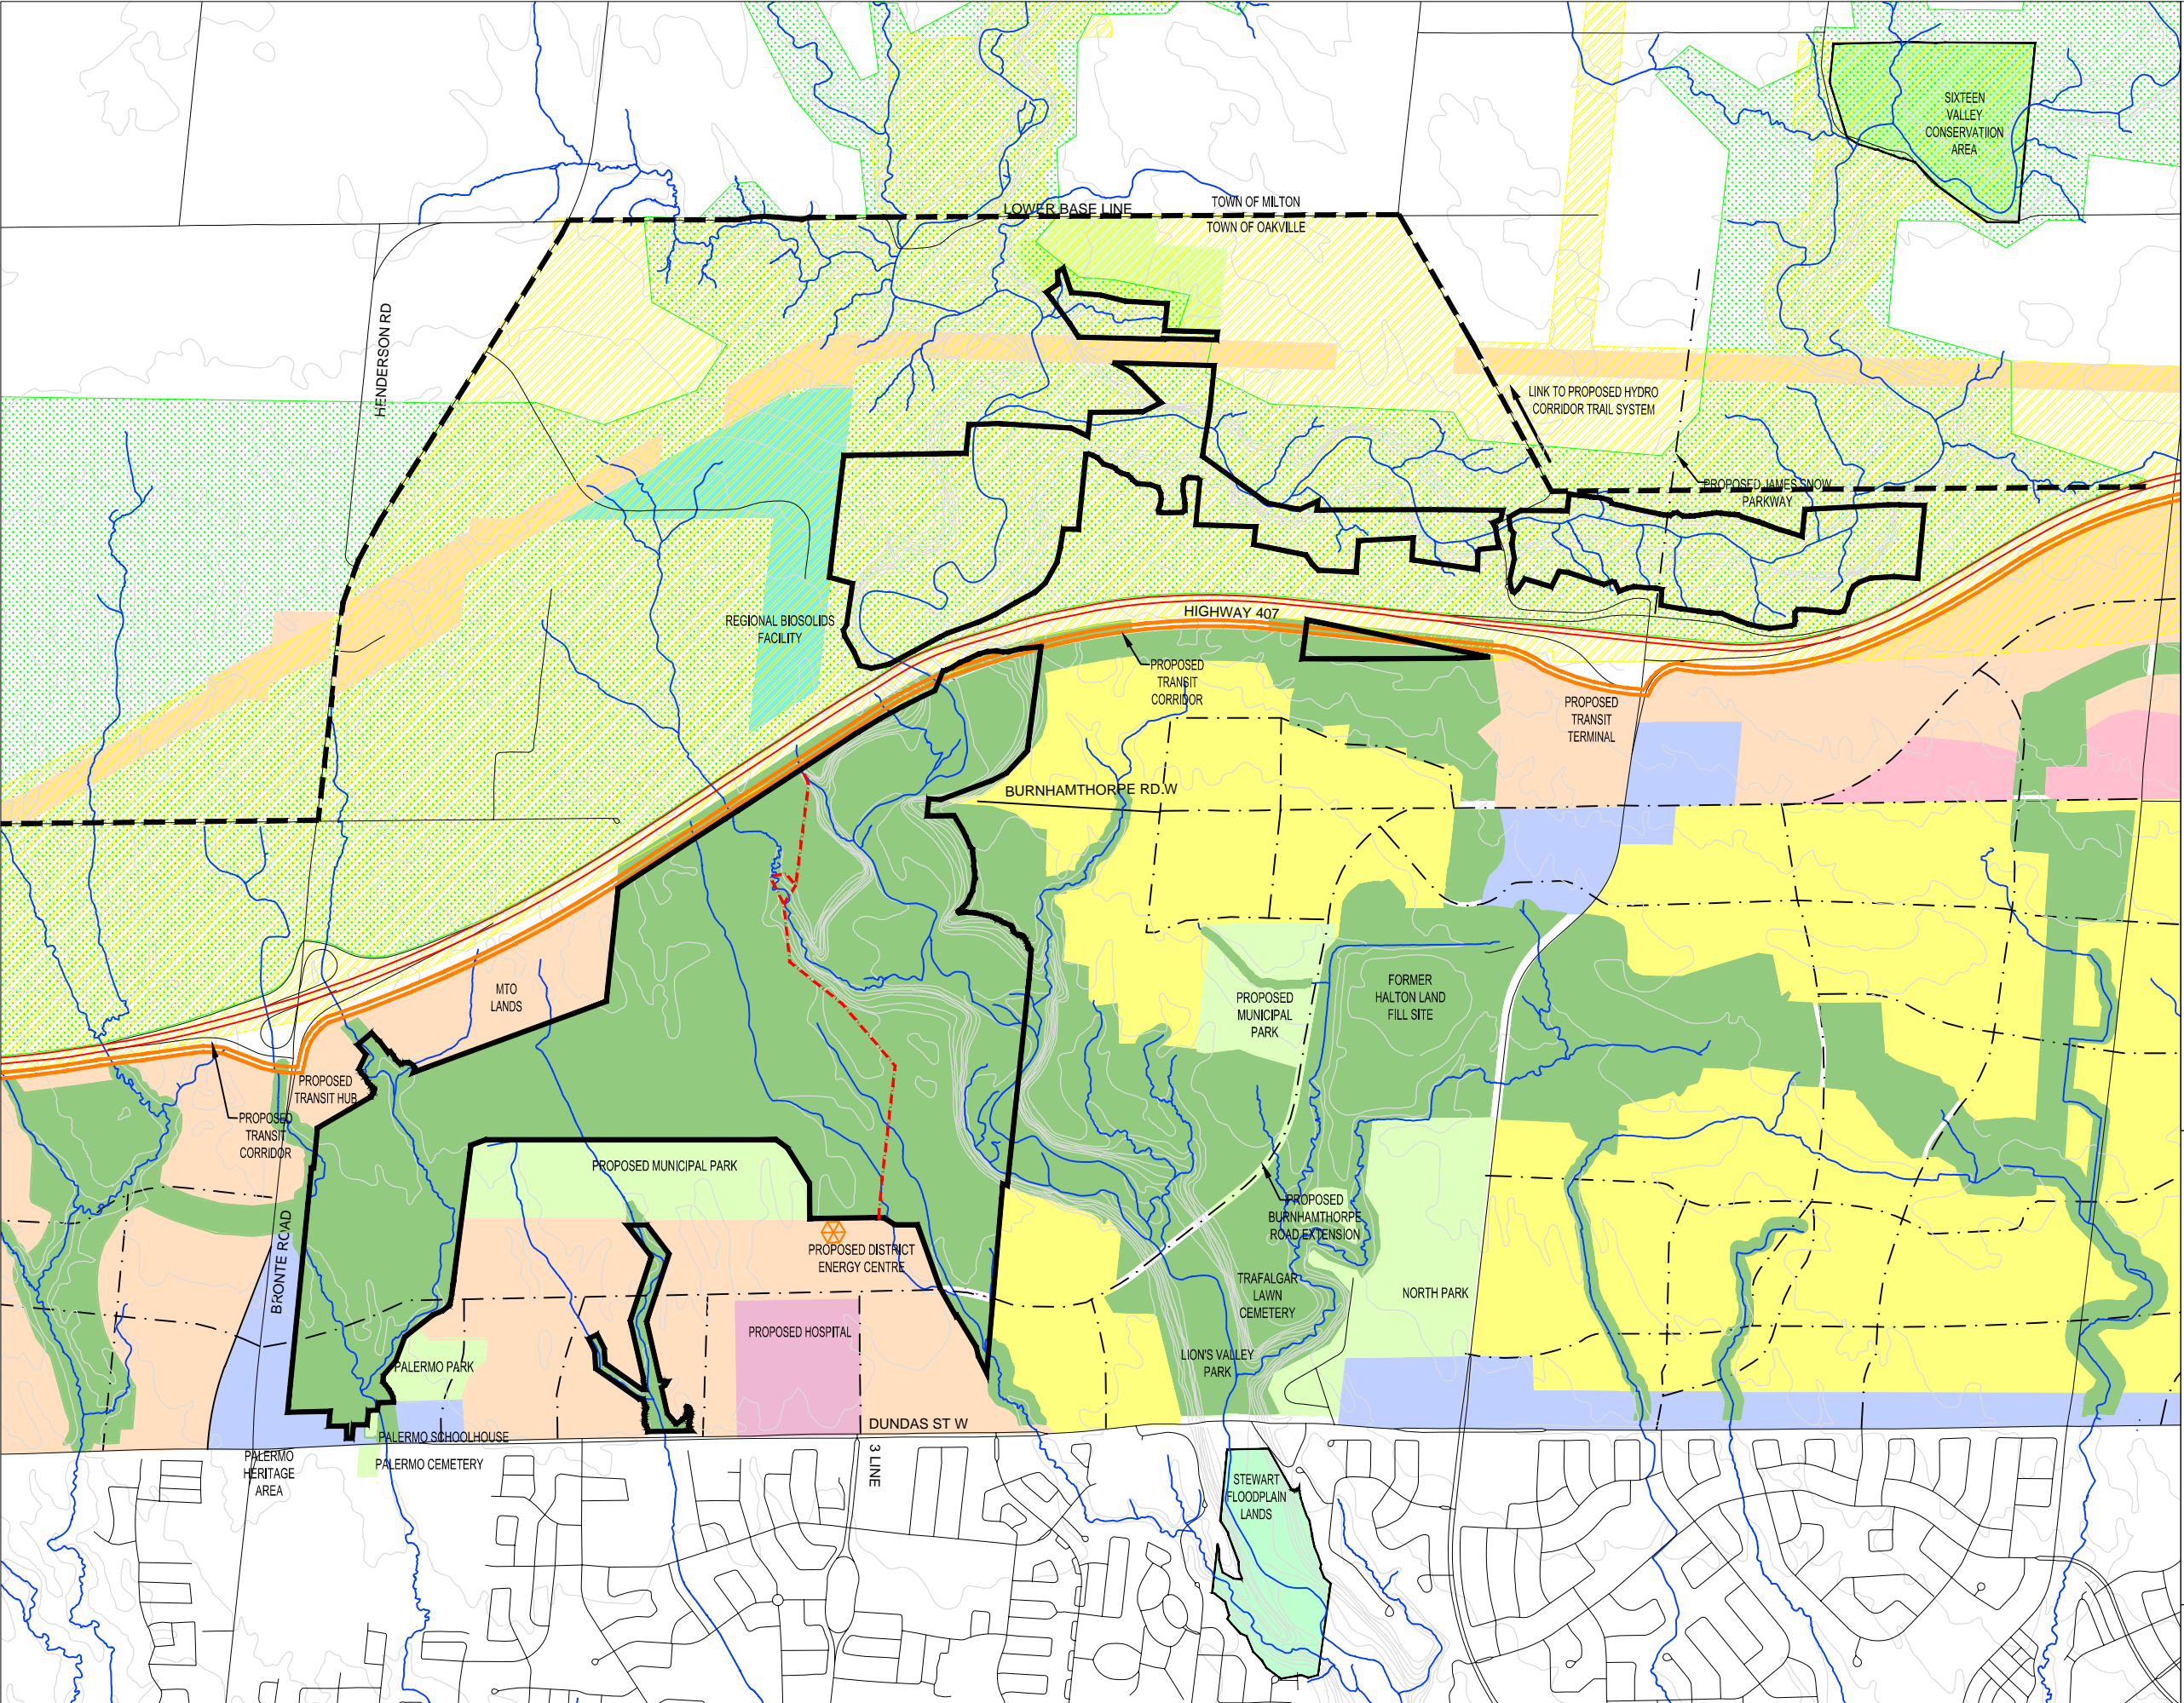 SIXTEEN
VALLEY
CONSERVATIION
AREA
LOWER BASE LINE
TOWN OF MILTON
TOWN OF OAKVILLE
HENDERSON RD
LINK TO PROPOSED HYDRO
CORRIDOR TRAIL SYSTEM
PROPOSED JAMES SNOW
PARKWAY
REGIONAL BIOSOLIDS
FACILITY
HIGHWAY 407
PROPOSED
TRANSIT
CORRIDOR
PROPOSED
TRANSIT
TERMINAL
BURNHAMTHORPE RD.W
MTO
LANDS
PROPOSED
MUNICIPAL
PARK
FORMER
HALTON LAND
FILL SITE
PROPOSED
TRANSIT HUB
PROPOSED
TRANSIT
CORRIDOR
PROPOSED MUNICIPAL PARK
PROPOSED
BURNHAMTHORPE
ROAD EXTENSION
BRONTE ROAD
PROPOSED DISTRICT
ENERGY CENTRE
TRAFALGAR
LAWN
CEMETERY
NORTH PARK
PROPOSED HOSPITAL
LION'S VALLEY
PARK
PALERMO PARK
DUNDAS ST W
PALERMO SCHOOLHOUSE
PALERMO CEMETERY
PALERMO
HERITAGE
AREA
3 LINE
STEWART
FLOODPLAIN
LANDS